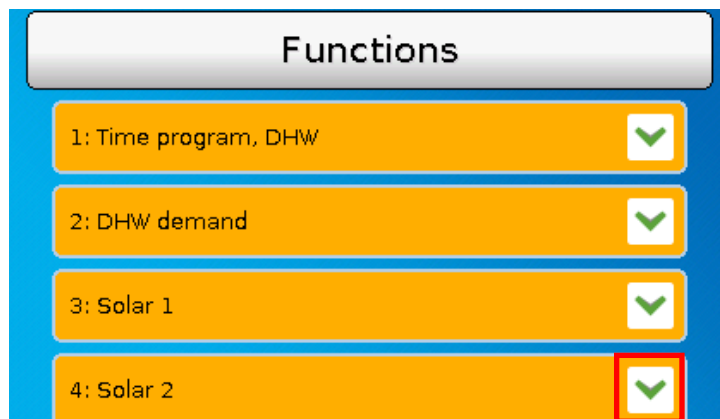 Functions
1: Time program, DHW
2: DHW demand
3: Solar 1
4: Solar 2